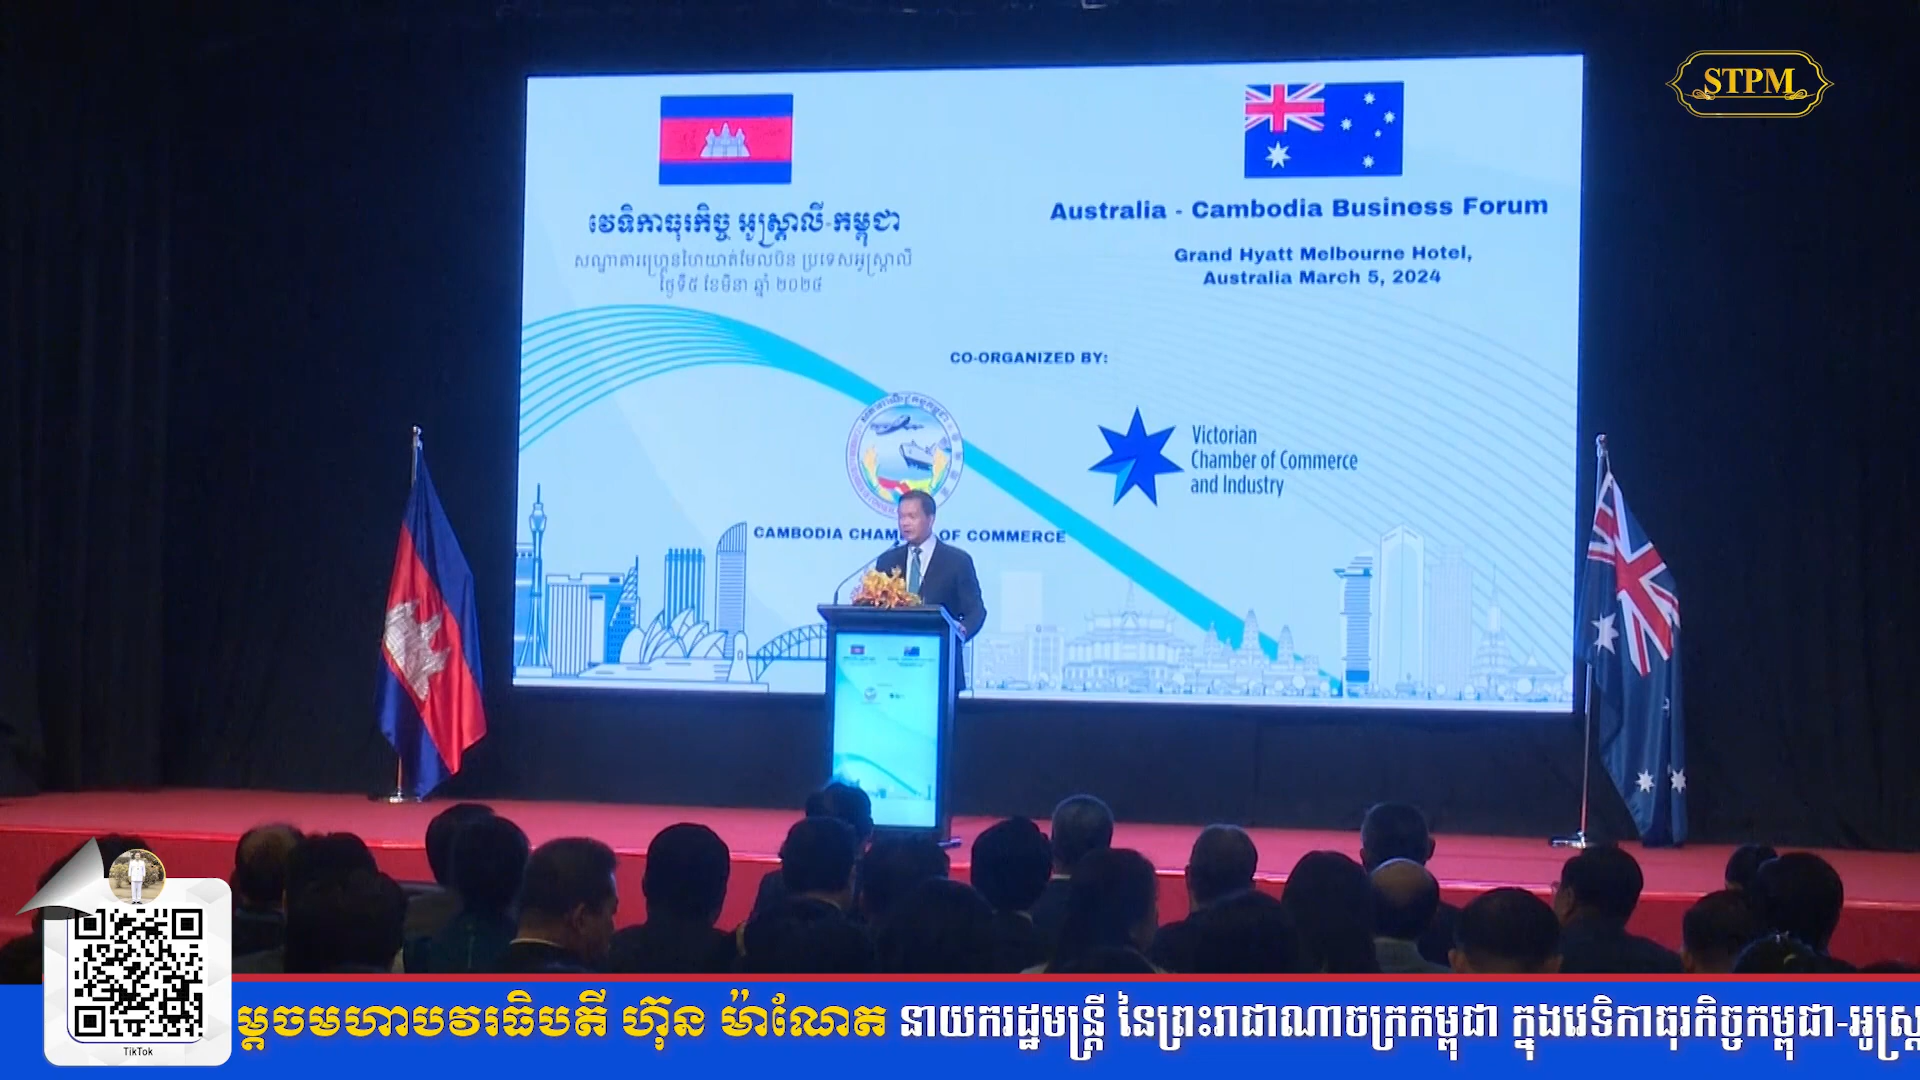 STPM
វេទិកាធុរកិច្ច អូស្ត្រាលី-កម្ពុជា
សណ្ឋាគារហ្គ្រេនហៃយាត់មែលប៊ន ប្រទេសអូស្ត្រាលី
ថ្ងៃទី៥ ខែមីនា ឆ្នាំ ២០២៤
Australia - Cambodia Business Forum
Grand Hyatt Melbourne Hotel,
Australia March 5, 2024
CO-ORGANIZED BY:
Victorian
Chamber of Commerce
and Industry
CAMBODIA CHAM OF COMMERCE
ម្តេចមហាបវរធិបតី ហ៊ុន ម៉ាណែត នាយករដ្ឋមន្ត្រី នៃព្រះរាជាណាចក្រកម្ពុជា ក្នុងវេទិកាធុរកិច្ចកម្ពុជា-អូស្ត្រ
TikTok